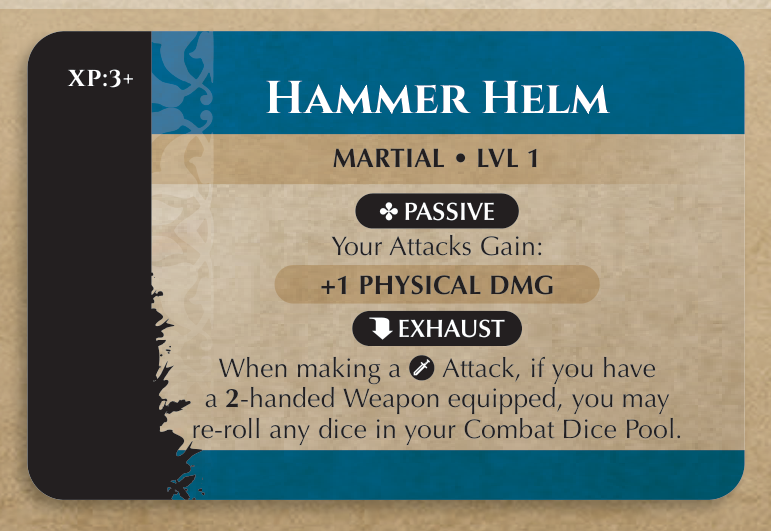 XP:3+
HAMMER HELM
MARTIAL • LVL 1
PASSIVE
Your Attacks Gain:
+1 PHYSICAL DMG
EXHAUST
When making a Attack, if you have
a 2-handed Weapon equipped, you may
re-roll any dice in your Combat Dice Pool.